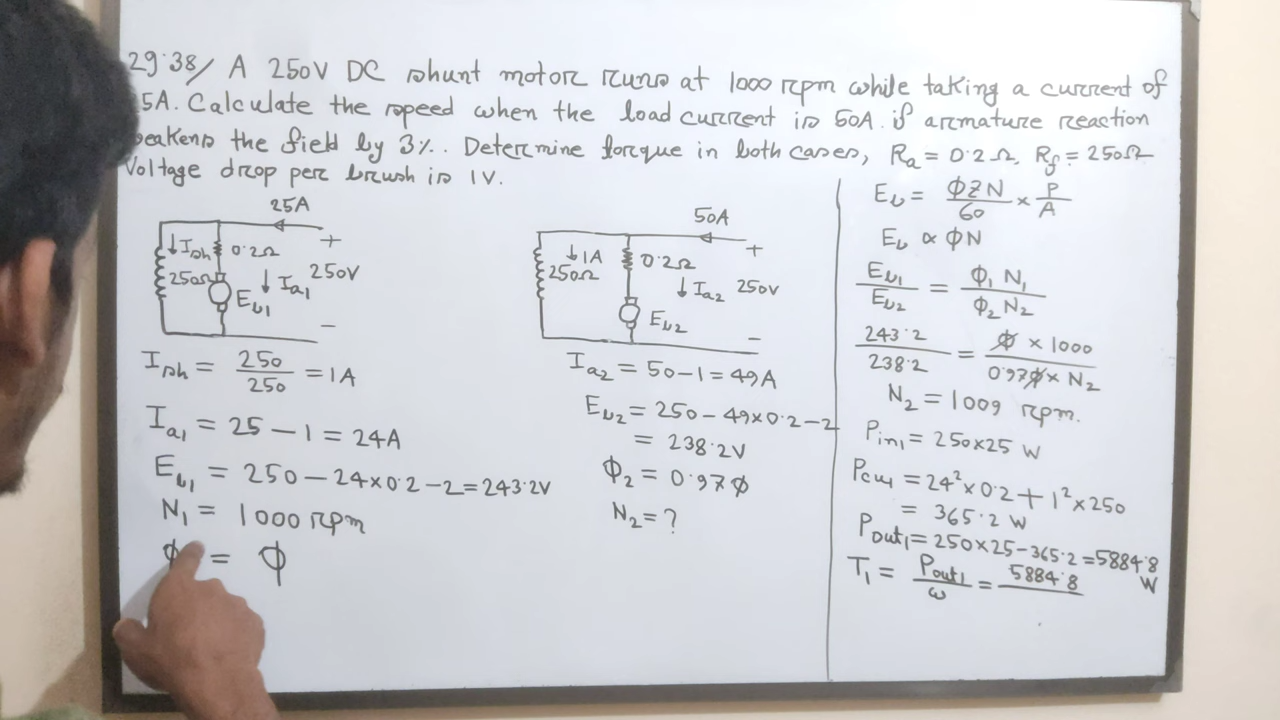 29.38/ A 250V DC shunt motor runs at 1000 rpm while taking a current of
5A. Calculate the speed when the load current is 50A. if armature reaction
eakens the field by 3%. Determine torque in both cases, Ra = 0.2Ω, Rf = 250Ω
Voltage drop per brush is 1V.
25A
+
Ish 0.2Ω
250Ω Ia1 250V
Eb1
−
Ish = 250/250 = 1A
Ia1 = 25 − 1 = 24A
Eb1 = 250 − 24×0.2 − 2 = 243.2V
N1 = 1000 rpm
ϕ = ϕ
50A
+
1A 0.2Ω
250Ω Ia2 250V
Eb2
−
Ia2 = 50−1 = 49A
Eb2 = 250 − 49×0.2−2
= 238.2V
ϕ2 = 0.97ϕ
N2 = ?
Eb = ϕZN/60 × P/A
Eb ∝ ϕN
Eb1/Eb2 = ϕ1 N1/ϕ2 N2
243.2/238.2 = ϕ × 1000/0.97ϕ × N2
N2 = 1009 rpm.
Pin1 = 250×25 W
Pcu1 = 24²×0.2 + 1²×250
= 365.2 W
Pout1 = 250×25−365.2 = 5884.8 W
T1 = Pout1/ω = 5884.8